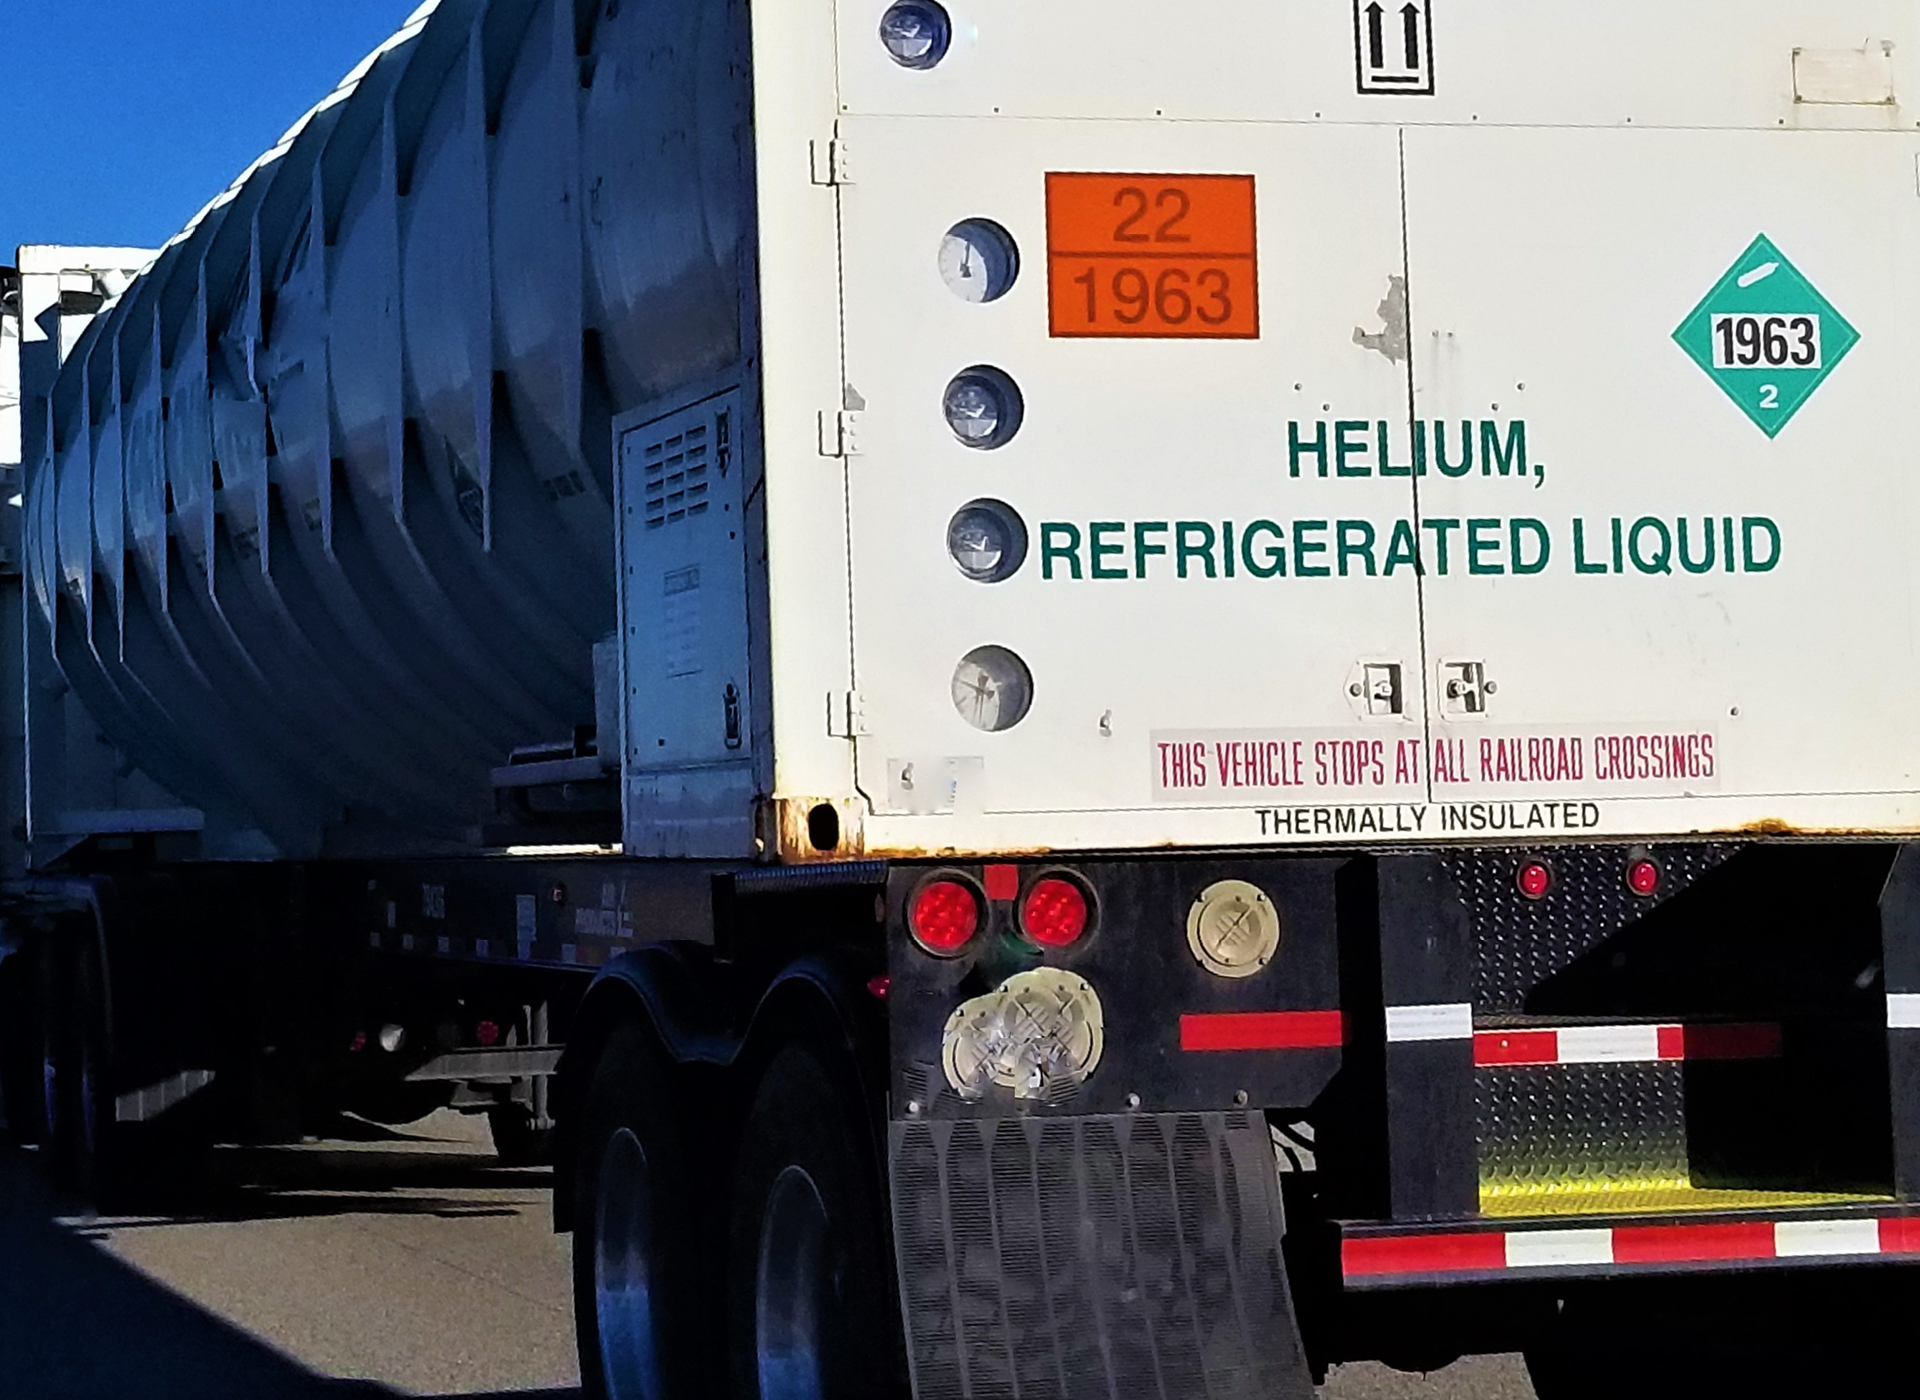 22
1963
1963
2
HELIUM,
REFRIGERATED LIQUID
THIS VEHICLE STOPS AT ALL RAILROAD CROSSINGS
THERMALLY INSULATED